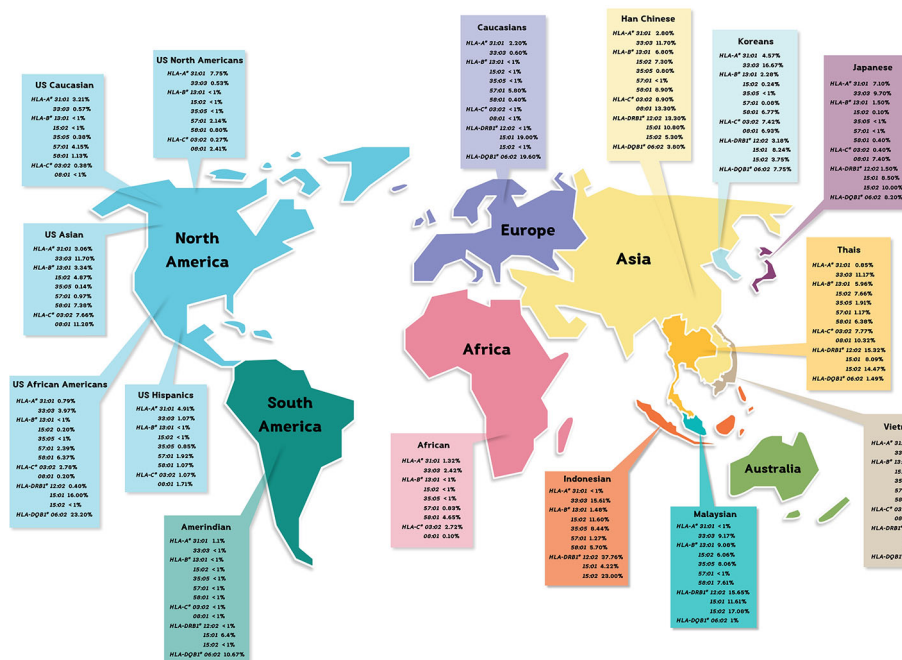 US Caucasian
HLA-A* 31:01 3.21%
33:03 0.57%
HLA-B* 13:01 <1%
15:02 <1%
35:05 0.38%
57:01 4.15%
58:01 1.13%
HLA-C* 03:02 0.38%
08:01 <1%
US North Americans
HLA-A* 31:01 7.75%
33:03 0.53%
HLA-B* 13:01 <1%
15:02 <1%
35:05 <1%
57:01 2.14%
58:01 0.80%
HLA-C* 03:02 0.27%
08:01 2.41%
Caucasians
HLA-A* 31:01 2.20%
33:03 0.60%
HLA-B* 13:01 <1%
15:02 <1%
35:05 <1%
57:01 5.80%
58:01 0.40%
HLA-C* 03:02 <1%
08:01 <1%
HLA-DRB1* 12:02 <1%
15:01 19.00%
15:02 <1%
HLA-DQB1* 06:02 19.60%
Han Chinese
HLA-A* 31:01 2.80%
33:03 11.70%
HLA-B* 13:01 6.80%
15:02 7.30%
35:05 0.80%
57:01 <1%
58:01 8.90%
HLA-C* 03:02 8.90%
08:01 13.30%
HLA-DRB1* 12:02 13.30%
15:01 10.80%
15:02 5.30%
HLA-DQB1* 06:02 3.80%
Koreans
HLA-A* 31:01 4.57%
33:03 16.67%
HLA-B* 13:01 2.28%
15:02 0.24%
35:05 <1%
57:01 0.08%
58:01 6.77%
HLA-C* 03:02 7.42%
08:01 6.93%
HLA-DRB1* 12:02 3.18%
15:01 8.24%
15:02 3.75%
HLA-DQB1* 06:02 7.75%
Japanese
HLA-A* 31:01 7.10%
33:03 9.70%
HLA-B* 13:01 1.50%
15:02 0.10%
35:05 <1%
57:01 <1%
58:01 0.40%
HLA-C* 03:02 0.40%
08:01 7.40%
HLA-DRB1* 12:02 1.50%
15:01 8.50%
15:02 10.00%
HLA-DQB1* 06:02 8.20%
North
America
Europe
Asia
Africa
South
America
Australia
US Asian
HLA-A* 31:01 3.06%
33:03 11.70%
HLA-B* 13:01 3.34%
15:02 4.87%
35:05 0.14%
57:01 0.97%
58:01 7.38%
HLA-C* 03:02 7.66%
08:01 11.28%
Thais
HLA-A* 31:01 0.85%
33:03 11.17%
HLA-B* 13:01 5.96%
15:02 7.66%
35:05 1.91%
57:01 1.17%
58:01 6.38%
HLA-C* 03:02 7.77%
08:01 10.32%
HLA-DRB1* 12:02 15.32%
15:01 8.09%
15:02 14.47%
HLA-DQB1* 06:02 1.49%
US African Americans
HLA-A* 31:01 0.79%
33:03 3.97%
HLA-B* 13:01 <1%
15:02 0.20%
35:05 <1%
57:01 2.39%
58:01 6.37%
HLA-C* 03:02 2.78%
08:01 0.20%
HLA-DRB1* 12:02 0.40%
15:01 16.00%
15:02 <1%
HLA-DQB1* 06:02 23.20%
US Hispanics
HLA-A* 31:01 4.91%
33:03 1.07%
HLA-B* 13:01 <1%
15:02 <1%
35:05 0.85%
57:01 1.92%
58:01 1.07%
HLA-C* 03:02 1.07%
08:01 1.71%
Amerindian
HLA-A* 31:01 1.1%
33:03 <1%
HLA-B* 13:01 <1%
15:02 <1%
35:05 <1%
57:01 <1%
58:01 <1%
HLA-C* 03:02 <1%
08:01 <1%
HLA-DRB1* 12:02 <1%
15:01 6.4%
15:02 <1%
HLA-DQB1* 06:02 10.67%
African
HLA-A* 31:01 1.32%
33:03 2.42%
HLA-B* 13:01 <1%
15:02 <1%
35:05 <1%
57:01 0.83%
58:01 4.65%
HLA-C* 03:02 2.72%
08:01 0.10%
Indonesian
HLA-A* 31:01 <1%
33:03 15.61%
HLA-B* 13:01 1.48%
15:02 11.60%
35:05 8.44%
57:01 1.27%
58:01 5.70%
HLA-DRB1* 12:02 37.76%
15:01 4.22%
15:02 23.00%
Malaysian
HLA-A* 31:01 <1%
33:03 9.17%
HLA-B* 13:01 9.08%
15:02 6.06%
35:05 8.06%
57:01 <1%
58:01 7.61%
HLA-DRB1* 12:02 15.65%
15:01 11.61%
15:02 17.08%
HLA-DQB1* 06:02 1%
HLA-A*
HLA-B*
HLA-C*
HLA-DRB1*
HLA-DQB1*